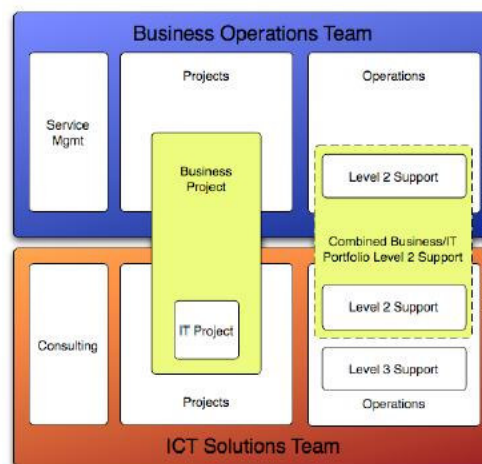 Business Operations Team
Service
Mgmt
Projects
Operations
Business
Project
Level 2 Support
Combined Business/IT
Portfolio Level 2 Support
Level 2 Support
IT Project
Consulting
Level 3 Support
Projects
Operations
ICT Solutions Team